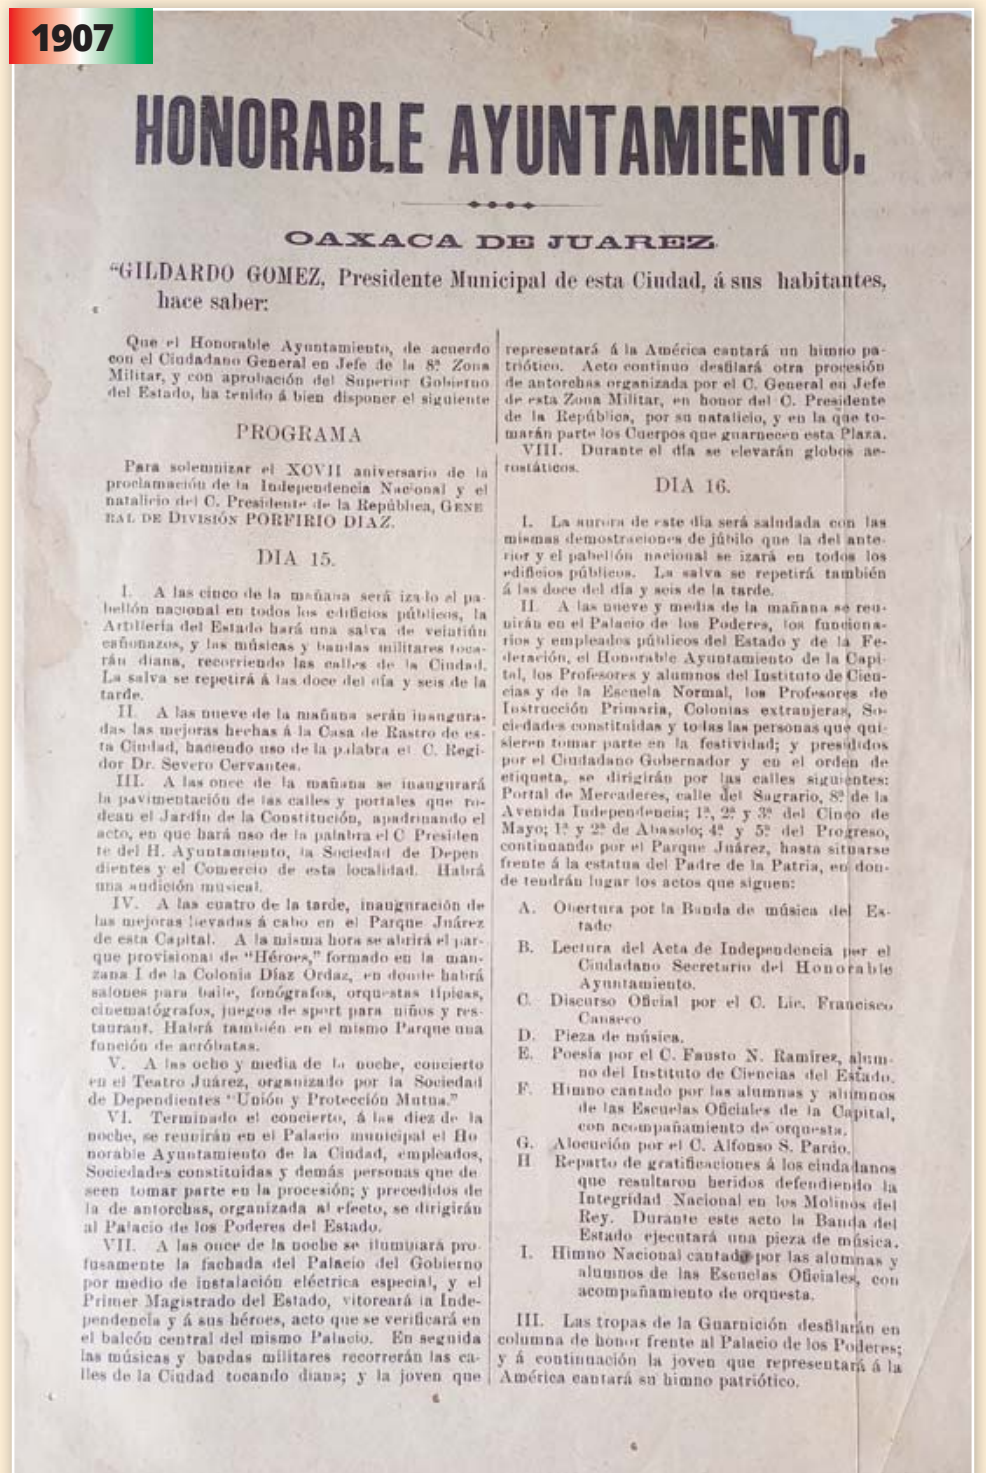 1907
HONORABLE AYUNTAMIENTO.
OAXACA DE JUAREZ
"GILDARDO GOMEZ, Presidente Municipal de esta Ciudad, á sus habitantes,
hace saber:
Que el Honorable Ayuntamiento, de acuerdo
con el Ciudadano General en Jefe de la 8ª Zona
Militar, y con aprobación del Superior Gobierno
del Estado, ha tenido á bien disponer el siguiente
PROGRAMA
Para solemnizar el XCVII aniversario de la
proclamación de la Independencia Nacional y el
natalicio del C. Presidente de la República, GENE
RAL DE DIVISIÓN PORFIRIO DIAZ.
DIA 15.
I. A las cinco de la mañana será izado el pa-
bellón nacional en todos los edificios públicos, la
Artillería del Estado hará una salva de veintiún
cañonazos, y las músicas y bandas militares toca-
rán diana, recorriendo las calles de la Ciudad.
La salva se repetirá á las doce del día y seis de la
tarde.
II. A las nueve de la mañana serán inaugura-
das las mejoras hechas á la Casa de Rastro de es-
ta Ciudad, haciendo uso de la palabra el C. Regi-
dor Dr. Severo Cervantes.
III. A las once de la mañana se inaugurará
la pavimentación de las calles y portales que ro-
dean el Jardín de la Constitución, apadrinando el
acto, en que hará uso de la palabra el C Presiden
te del H. Ayuntamiento, la Sociedad de Depen
dientes y el Comercio de esta localidad. Habrá
una audición musical.
IV. A las cuatro de la tarde, inauguración de
las mejoras llevadas á cabo en el Parque Juárez
de esta Capital. A la misma hora se abrirá el par-
que provisional de "Héroes," formado en la man-
zana I de la Colonia Díaz Ordaz, en donde habrá
salones para baile, fonógrafos, orquestas típicas,
cinematógrafos, juegos de sport para niños y res-
taurant. Habrá también en el mismo Parque una
función de acróbatas.
V. A las ocho y media de la noche, concierto
en el Teatro Juárez, organizado por la Sociedad
de Dependientes "Unión y Protección Mutua."
VI. Terminado el concierto, á las diez de la
noche, se reunirán en el Palacio municipal el Ho
norable Ayuntamiento de la Ciudad, empleados,
Sociedades constituidas y demás personas que de
seen tomar parte en la procesión; y precedidos de
la de antorchas, organizada al efecto, se dirigirán
al Palacio de los Poderes del Estado.
VII. A las once de la noche se iluminará pro-
fusamente la fachada del Palacio del Gobierno
por medio de instalación eléctrica especial, y el
Primer Magistrado del Estado, vitoreará la Inde-
pendencia y á sus héroes, acto que se verificará en
el balcón central del mismo Palacio. En seguida
las músicas y bandas militares recorrerán las ca-
lles de la Ciudad tocando diana; y la joven que
representará á la América cantará un himno pa-
triótico. Acto continuo desfilará otra procesión
de antorchas organizada por el C. General en Jefe
de esta Zona Militar, en honor del C. Presidente
de la República, por su natalicio, y en la que to-
marán parte los Cuerpos que guarnecen esta Plaza.
VIII. Durante el día se elevarán globos ae-
rostáticos.
DIA 16.
I. La aurora de este día será saludada con las
mismas demostraciones de júbilo que la del ante-
rior y el pabellón nacional se izará en todos los
edificios públicos. La salva se repetirá también
á las doce del día y seis de la tarde.
II. A las nueve y media de la mañana se reu-
nirán en el Palacio de los Poderes, los funciona-
rios y empleados públicos del Estado y de la Fe-
deración, el Honorable Ayuntamiento de la Capi-
tal, los Profesores y alumnos del Instituto de Cien-
cias y de la Escuela Normal, los Profesores de
Instrucción Primaria, Colonias extranjeras, So-
ciedades constituidas y todas las personas que qui-
sieren tomar parte en la festividad; y presididos
por el Ciudadano Gobernador y en el orden de
etiqueta, se dirigirán por las calles siguientes:
Portal de Mercaderes, calle del Sagrario, 8ª de la
Avenida Independencia; 1ª, 2ª y 3ª del Cinco de
Mayo; 1ª y 2ª de Abasolo; 4ª y 5ª del Progreso,
continuando por el Parque Juárez, hasta situarse
frente á la estatua del Padre de la Patria, en don-
de tendrán lugar los actos que siguen:
A. Obertura por la Banda de música del Es-
tado
B. Lectura del Acta de Independencia por el
Ciudadano Secretario del Honorable
Ayuntamiento.
C. Discurso Oficial por el C. Lic. Francisco
Canseco
D. Pieza de música.
E. Poesía por el C. Fausto N. Ramírez, alum-
no del Instituto de Ciencias del Estado.
F. Himno cantado por las alumnas y alumnos
de las Escuelas Oficiales de la Capital,
con acompañamiento de orquesta.
G. Alocución por el C. Alfonso S. Pardo.
H Reparto de gratificaciones á los ciudadanos
que resultaron heridos defendiendo la
Integridad Nacional en los Molinos del
Rey. Durante este acto la Banda del
Estado ejecutará una pieza de música.
I. Himno Nacional cantado por las alumnas y
alumnos de las Escuelas Oficiales, con
acompañamiento de orquesta.
III. Las tropas de la Guarnición desfilarán en
columna de honor frente al Palacio de los Poderes;
y á continuación la joven que representará á la
América cantará su himno patriótico.